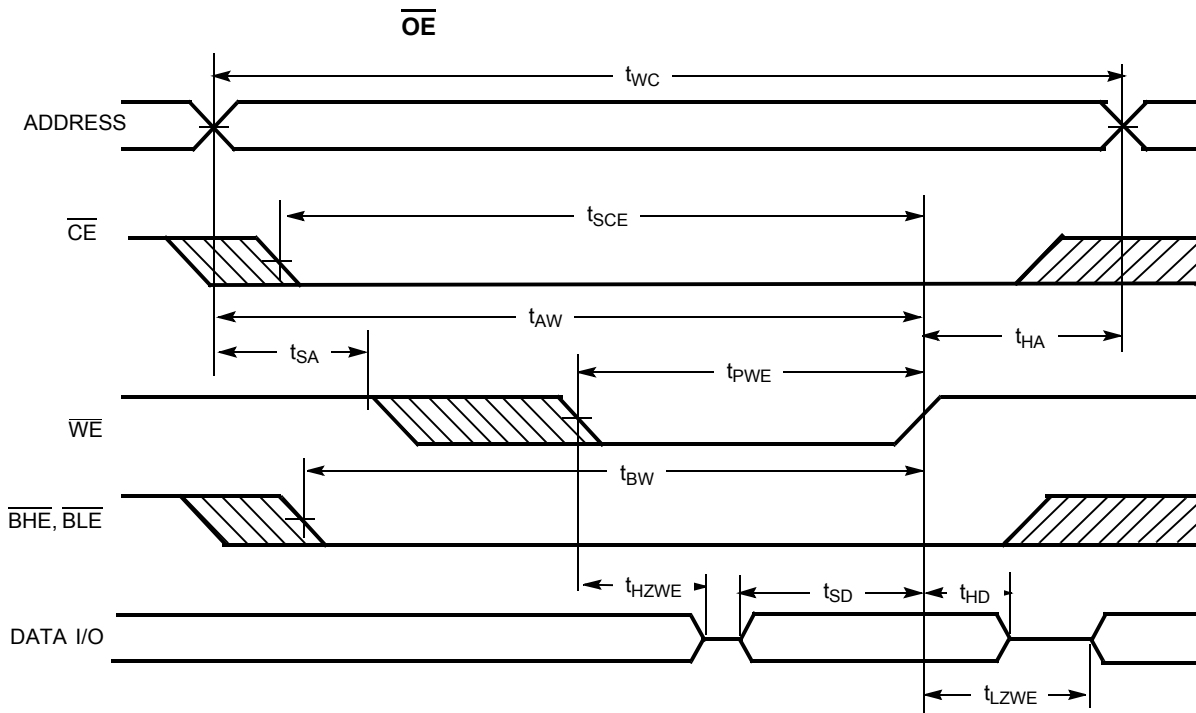 OE
tWC
ADDRESS
tSCE
CE
tAW
tHA
tSA
tPWE
WE
tBW
BHE, BLE
tHZWE
tSD
tHD
DATA I/O
tLZWE